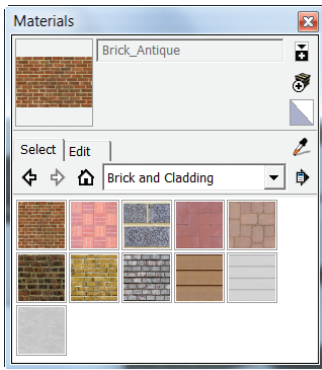 Materials
Brick_Antique
Select
Edit
Brick and Cladding